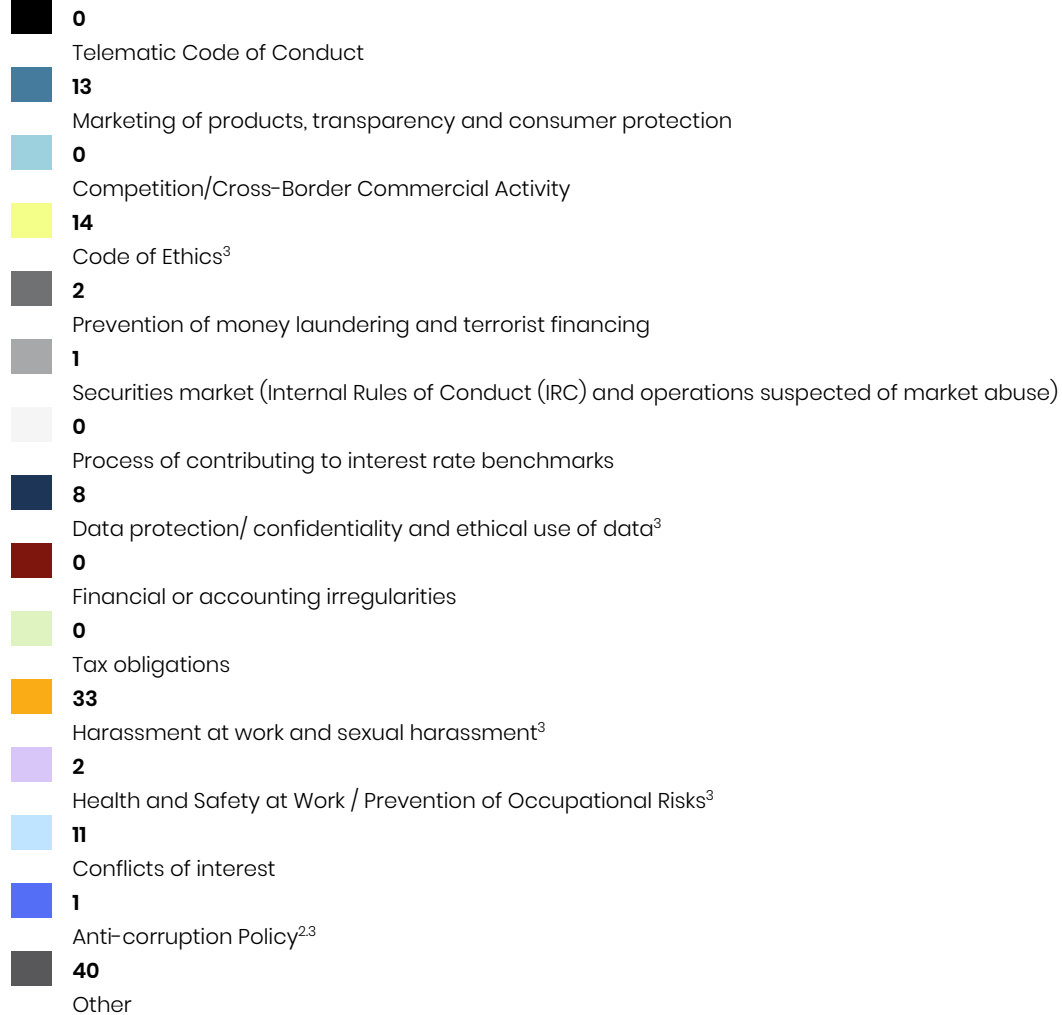 0
Telematic Code of Conduct
13
Marketing of products, transparency and consumer protection
0
Competition/Cross-Border Commercial Activity
14
Code of Ethics³
2
Prevention of money laundering and terrorist financing
1
Securities market (Internal Rules of Conduct (IRC) and operations suspected of market abuse)
0
Process of contributing to interest rate benchmarks
8
Data protection/ confidentiality and ethical use of data³
0
Financial or accounting irregularities
0
Tax obligations
33
Harassment at work and sexual harassment³
2
Health and Safety at Work / Prevention of Occupational Risks³
11
Conflicts of interest
1
Anti-corruption Policy²·³
40
Other